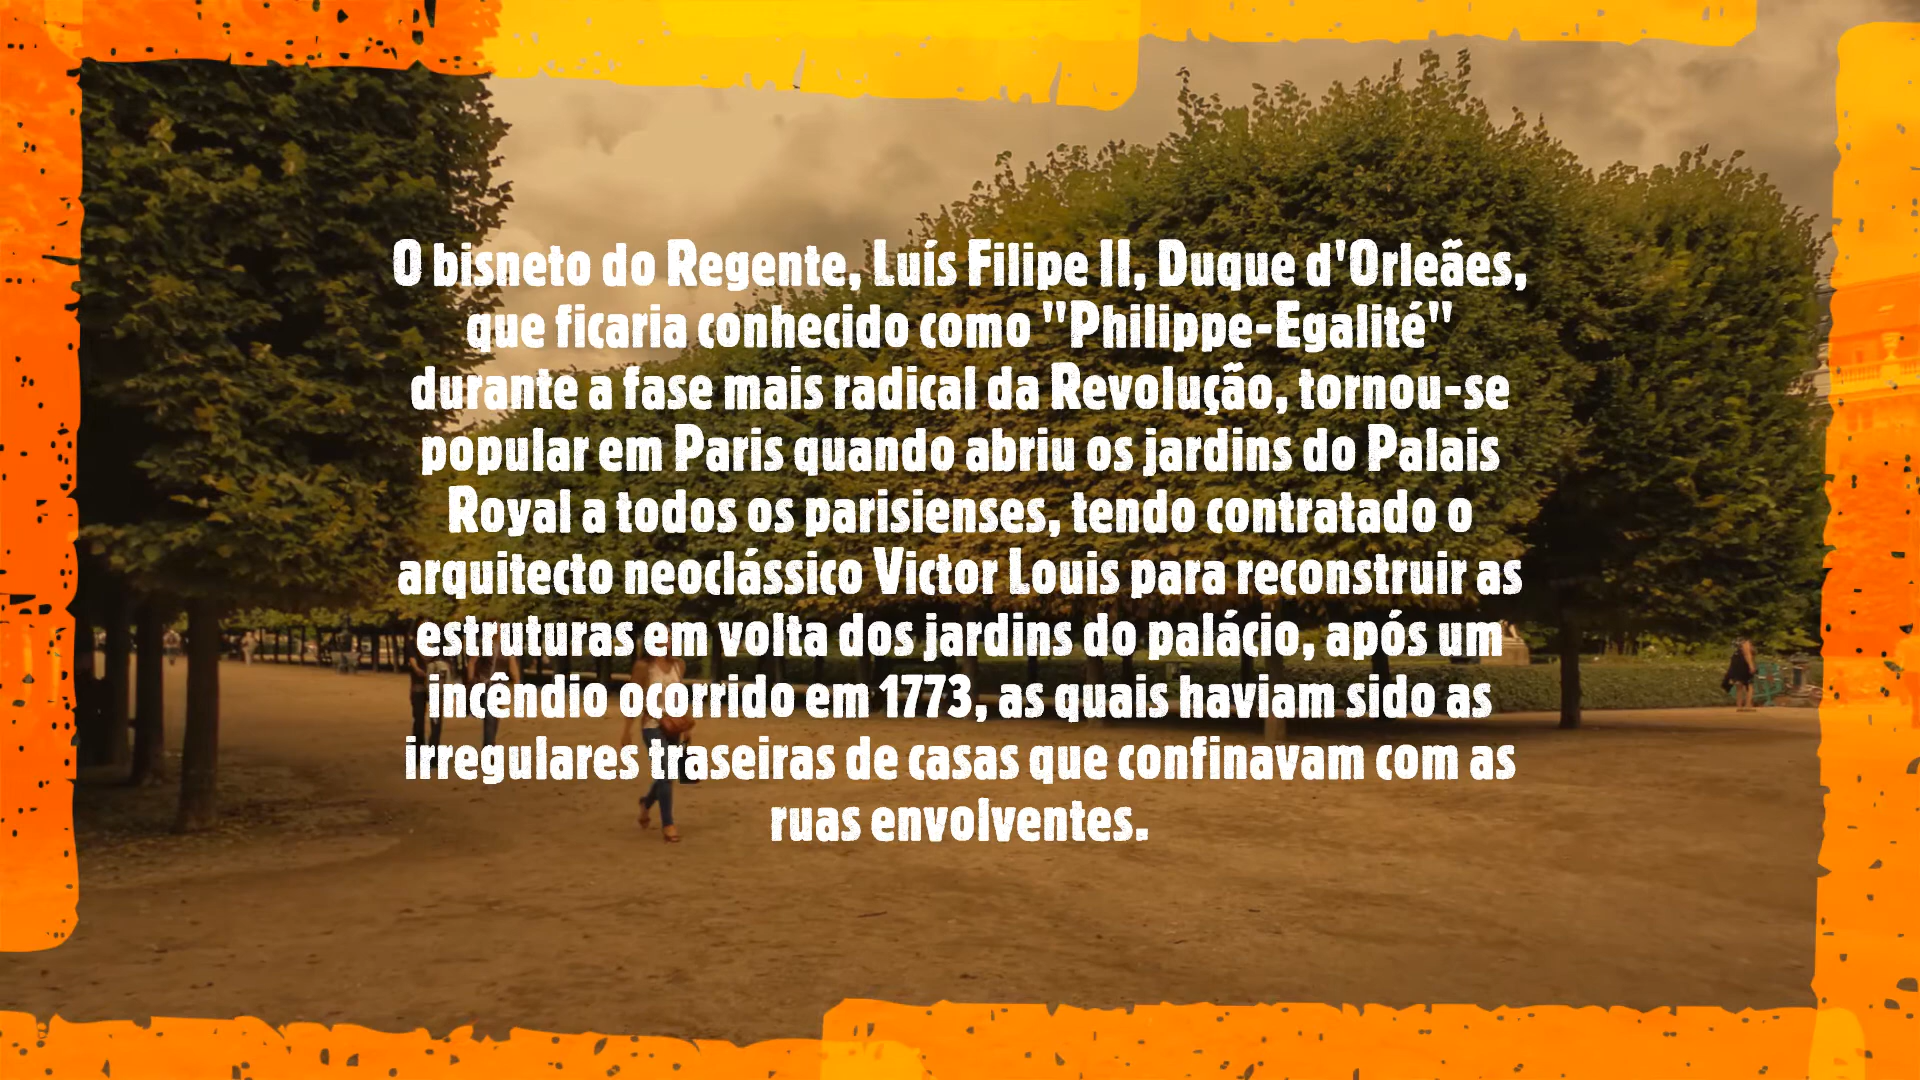 O bisneto do Regente, Luís Filipe II, Duque d'Orleães,
que ficaria conhecido como "Philippe-Egalité"
durante a fase mais radical da Revolução, tornou-se
popular em Paris quando abriu os jardins do Palais
Royal a todos os parisienses, tendo contratado o
arquitecto neoclássico Victor Louis para reconstruir as
estruturas em volta dos jardins do palácio, após um
incêndio ocorrido em 1773, as quais haviam sido as
irregulares traseiras de casas que confinavam com as
ruas envolventes.